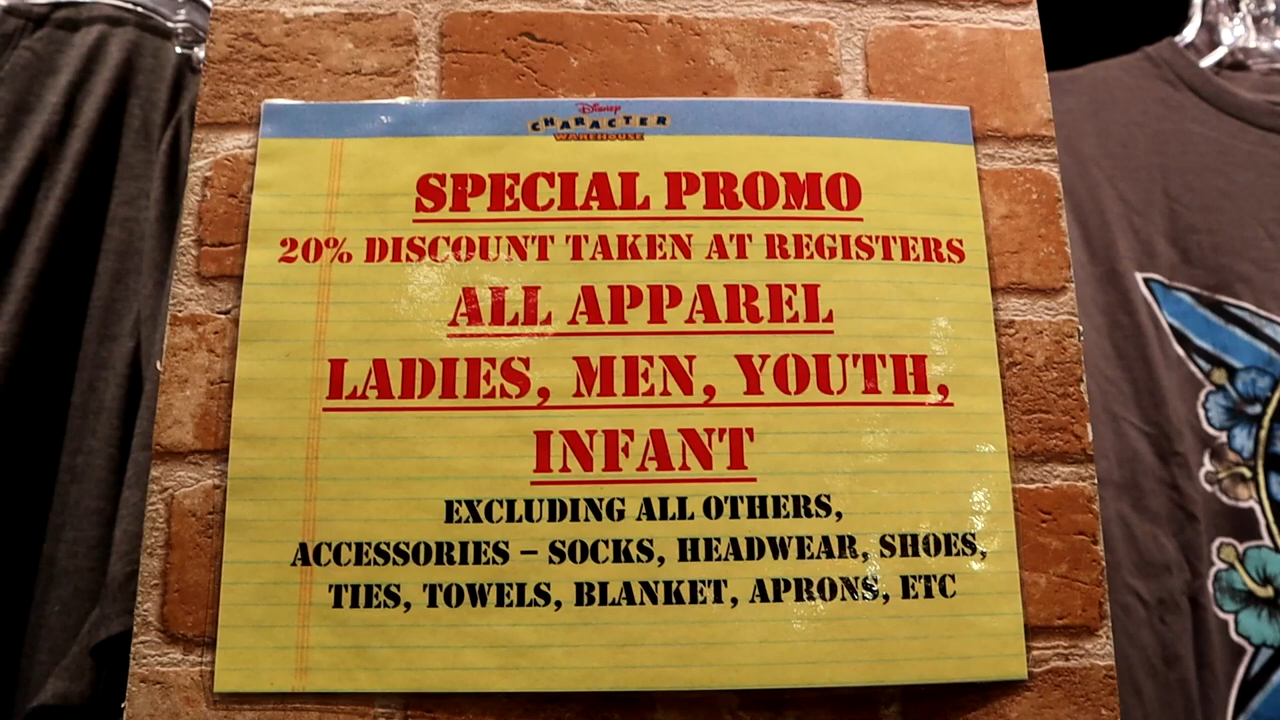 Disney
CHARACTER
WAREHOUSE
SPECIAL PROMO
20% DISCOUNT TAKEN AT REGISTERS
ALL APPAREL
LADIES, MEN, YOUTH,
INFANT
EXCLUDING ALL OTHERS,
ACCESSORIES – SOCKS, HEADWEAR, SHOES,
TIES, TOWELS, BLANKET, APRONS, ETC